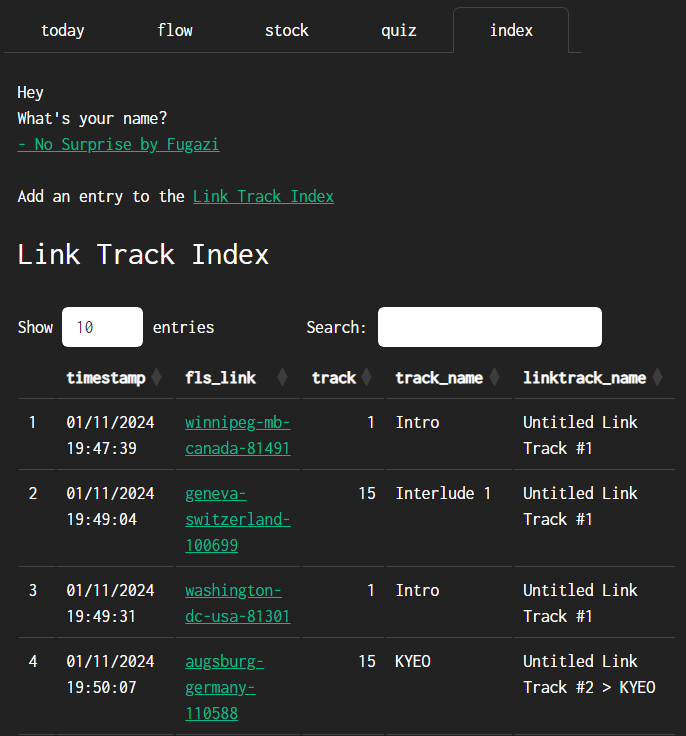 today flow stock quiz index
Hey
What's your name?
- No Surprise by Fugazi
Add an entry to the Link Track Index
Link Track Index
Show 10 entries Search:
timestamp fls_link track track_name linktrack_name
1 01/11/2024 winnipeg-mb- 1 Intro Untitled Link
19:47:39 canada-81491 Track #1
2 01/11/2024 geneva- 15 Interlude 1 Untitled Link
19:49:04 switzerland- Track #1
100699
3 01/11/2024 washington- 1 Intro Untitled Link
19:49:31 dc-usa-81301 Track #1
4 01/11/2024 augsburg- 15 KYEO Untitled Link
19:50:07 germany- Track #2 > KYEO
110588